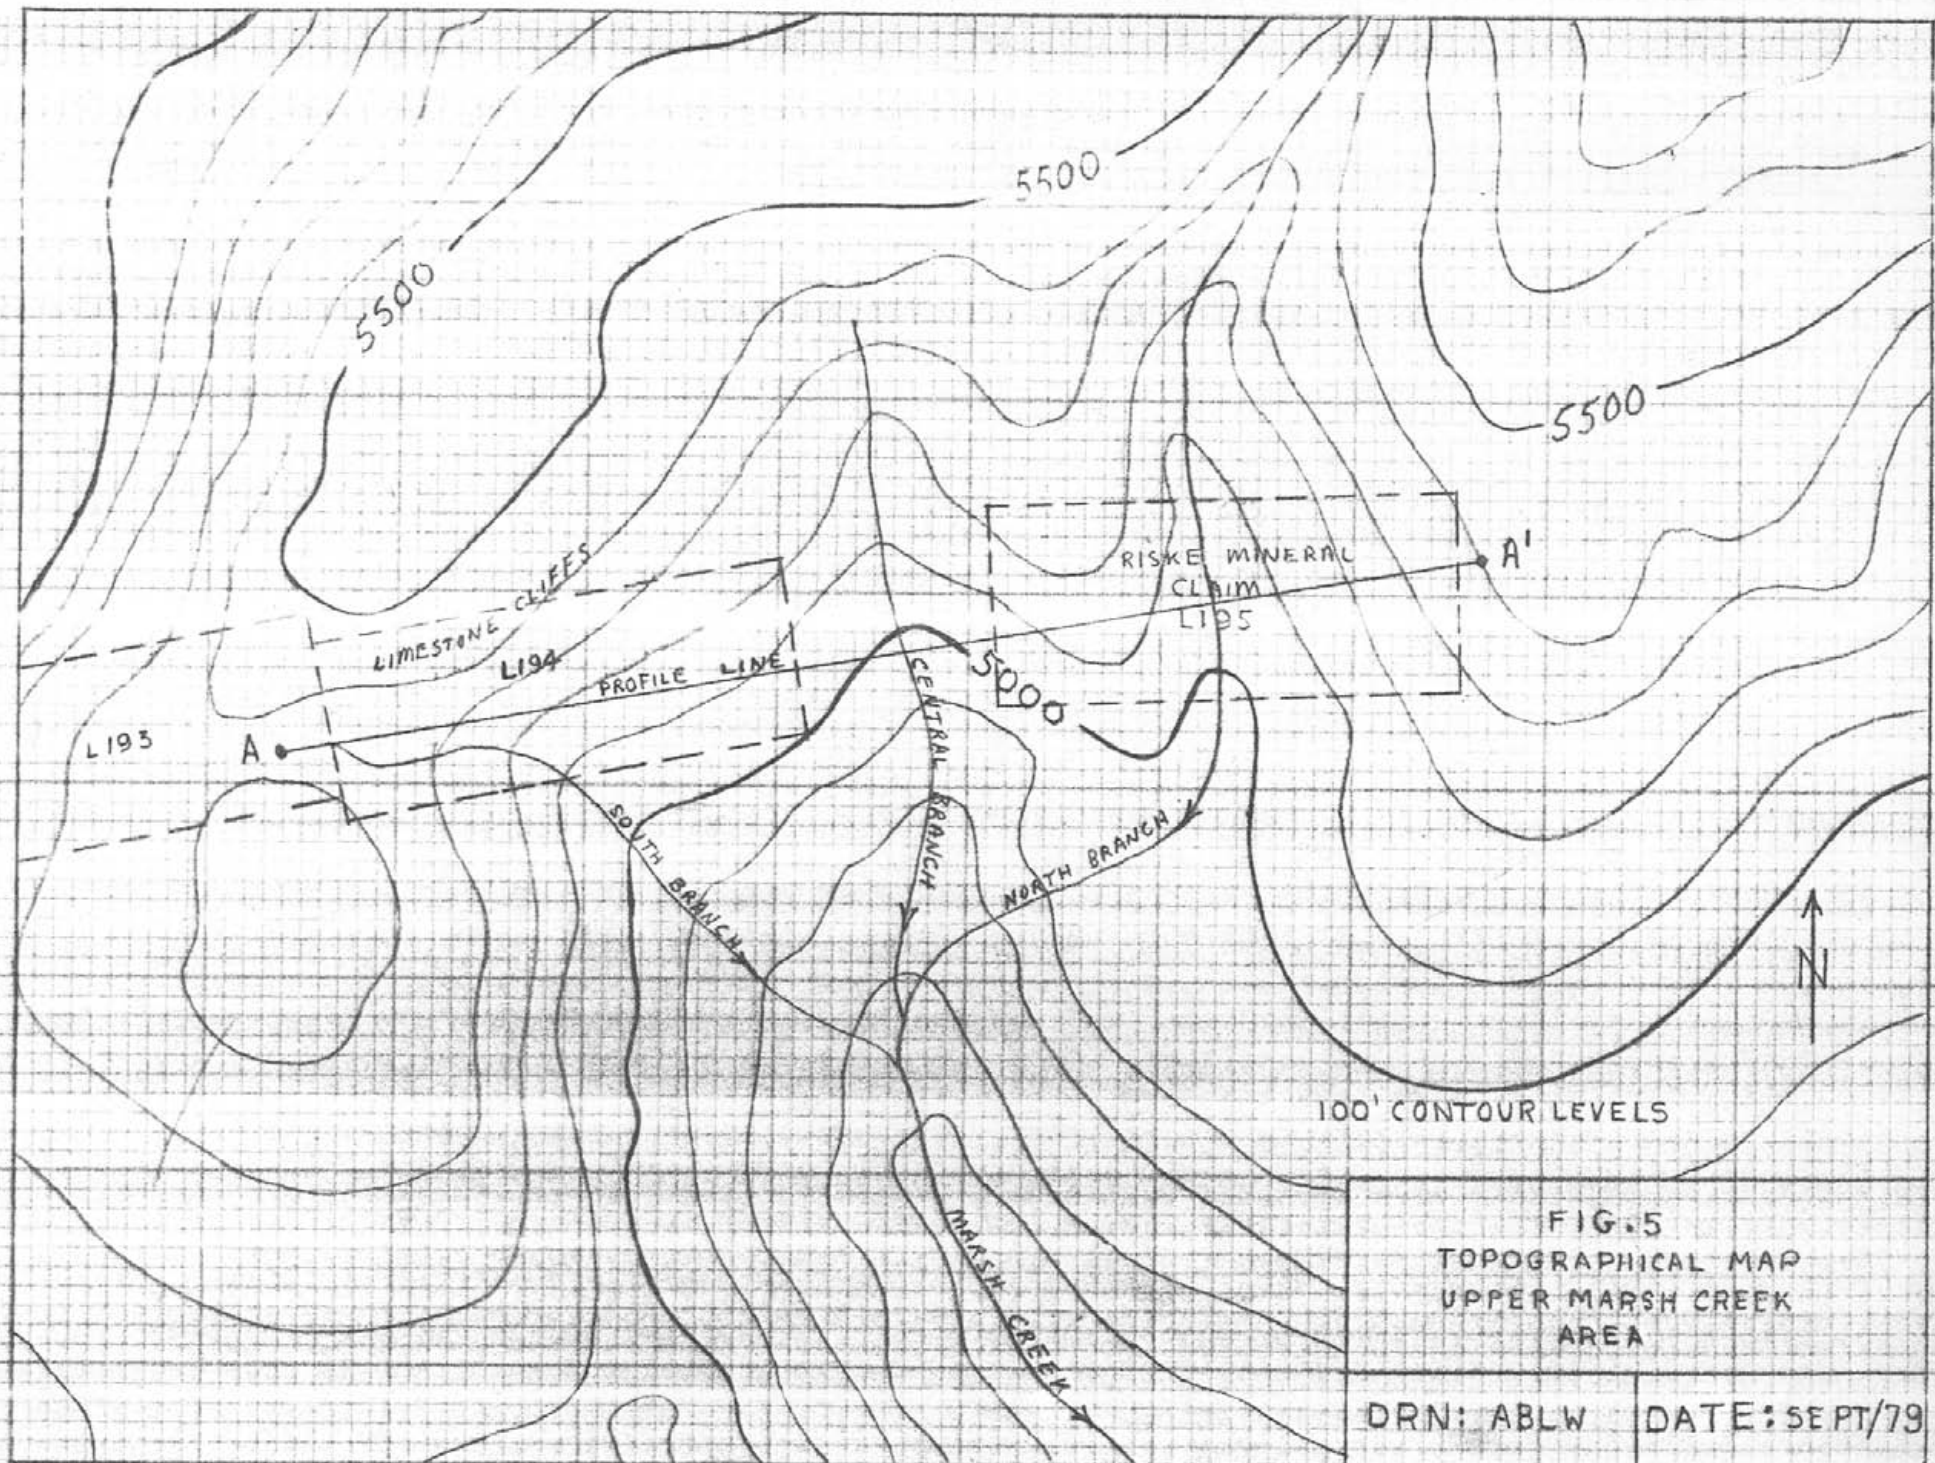 5500
5500
5500
LIMESTONE CLIFFS
L194
PROFILE LINE
L193
A
RISKE MINERAL
CLAIM
L195
A'
5000
CENTRAL BRANCH
SOUTH BRANCH
NORTH BRANCH
MARSH CREEK
N
100' CONTOUR LEVELS
FIG. 5
TOPOGRAPHICAL MAP
UPPER MARSH CREEK
AREA
DRN: ABLW
DATE: SEPT/79